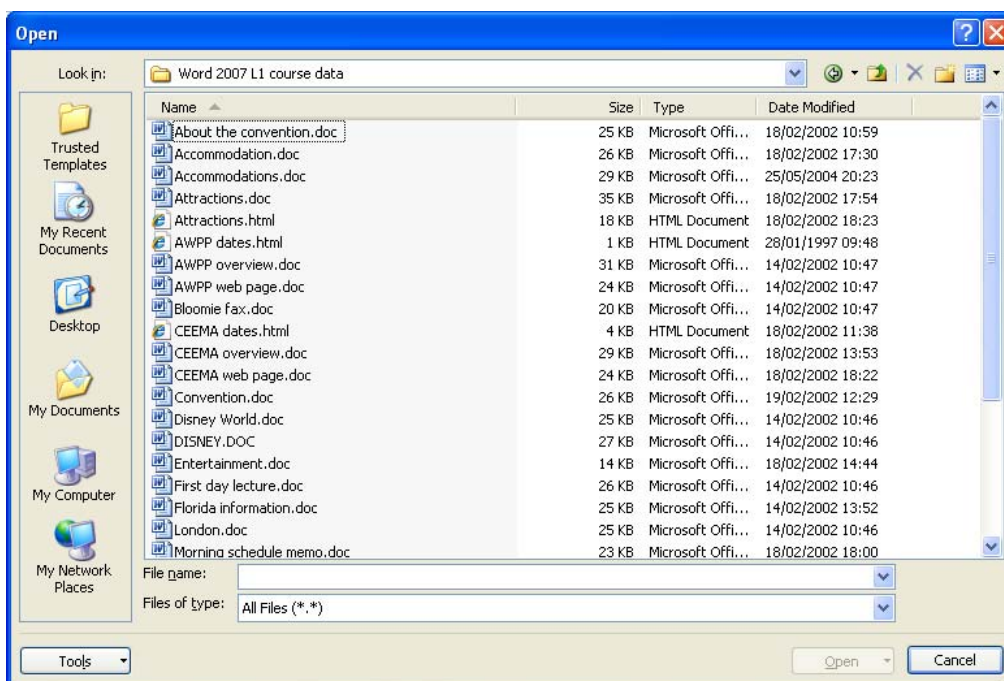 Open
Look in: Word 2007 L1 course data
Trusted Templates
My Recent Documents
Desktop
My Documents
My Computer
My Network Places
Name Size Type Date Modified
About the convention.doc 25 KB Microsoft Offi... 18/02/2002 10:59
Accommodation.doc 26 KB Microsoft Offi... 18/02/2002 17:30
Accommodations.doc 29 KB Microsoft Offi... 25/05/2004 20:23
Attractions.doc 35 KB Microsoft Offi... 18/02/2002 17:54
Attractions.html 18 KB HTML Document 18/02/2002 18:23
AWPP dates.html 1 KB HTML Document 28/01/1997 09:48
AWPP overview.doc 31 KB Microsoft Offi... 14/02/2002 10:47
AWPP web page.doc 24 KB Microsoft Offi... 14/02/2002 10:47
Bloomie fax.doc 20 KB Microsoft Offi... 14/02/2002 10:47
CEEMA dates.html 4 KB HTML Document 18/02/2002 11:38
CEEMA overview.doc 29 KB Microsoft Offi... 18/02/2002 13:53
CEEMA web page.doc 24 KB Microsoft Offi... 18/02/2002 18:22
Convention.doc 26 KB Microsoft Offi... 19/02/2002 12:29
Disney World.doc 25 KB Microsoft Offi... 14/02/2002 10:46
DISNEY.DOC 27 KB Microsoft Offi... 14/02/2002 10:46
Entertainment.doc 14 KB Microsoft Offi... 18/02/2002 14:44
First day lecture.doc 26 KB Microsoft Offi... 14/02/2002 10:46
Florida information.doc 25 KB Microsoft Offi... 14/02/2002 13:52
London.doc 25 KB Microsoft Offi... 14/02/2002 10:46
Morning schedule memo.doc 23 KB Microsoft Offi... 18/02/2002 18:00
File name:
Files of type: All Files (*.*)
Tools Open Cancel